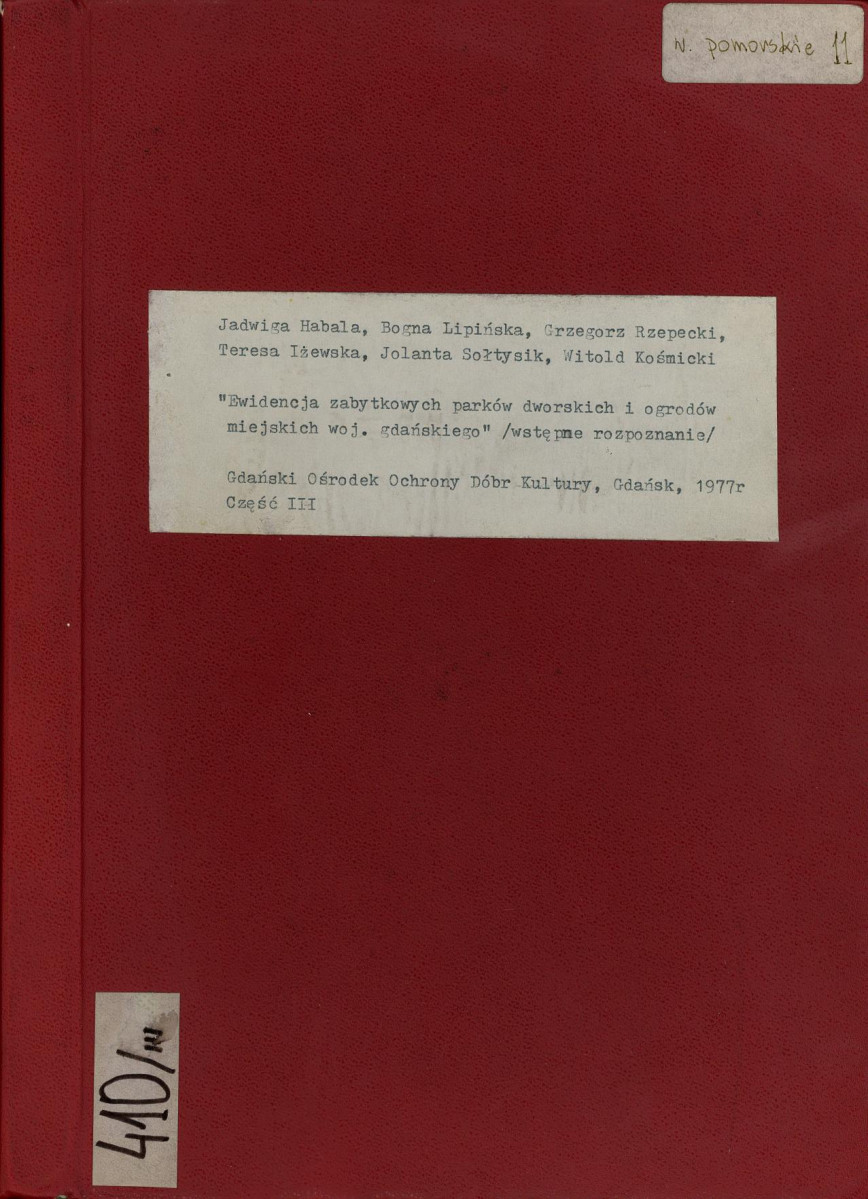 w. pomorskie 11
Jadwiga Habala, Bogna Lipińska, Grzegorz Rzepecki,
Teresa Iżewska, Jolanta Sołtysik, Witold Kośmicki
"Ewidencja zabytkowych parków dworskich i ogrodów
miejskich woj. gdańskiego" /wstępne rozpoznanie/
Gdański Ośrodek Ochrony Dóbr Kultury, Gdańsk, 1977r
Część III
410/III